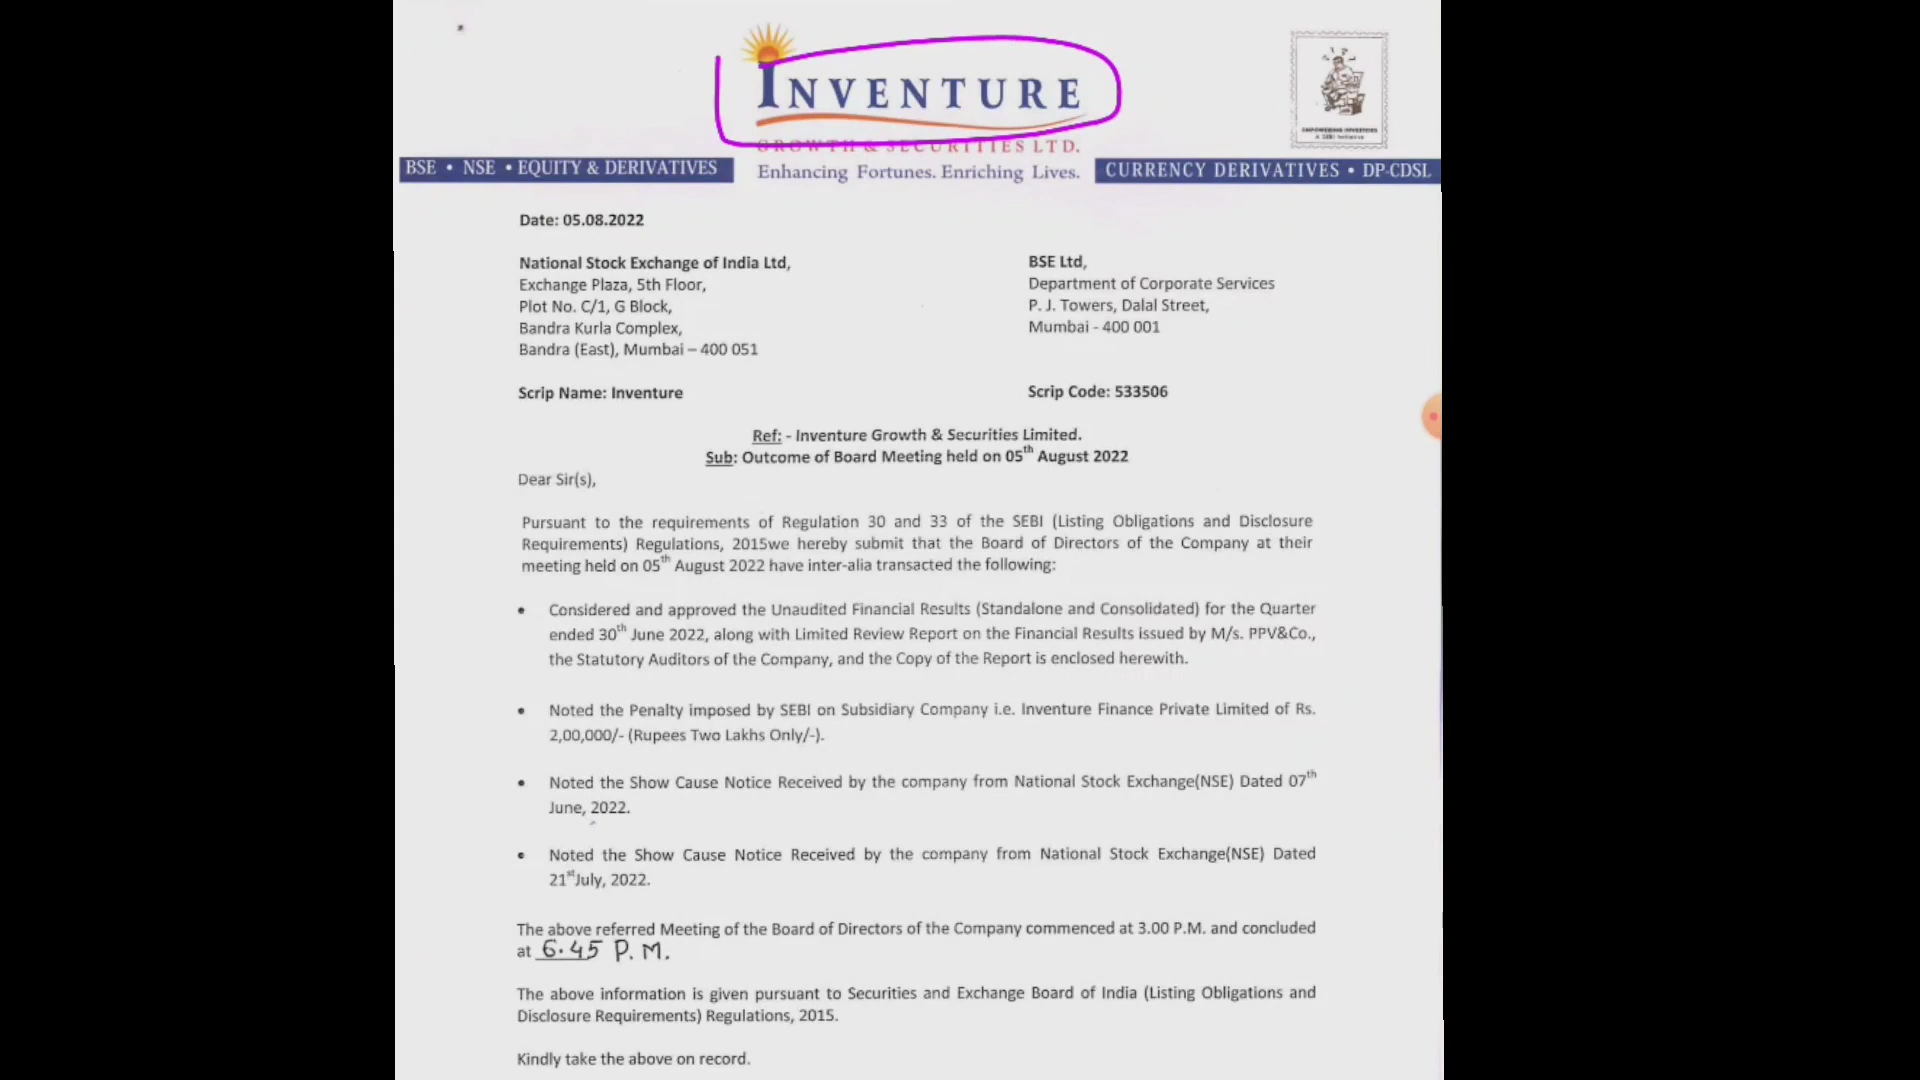 INVENTURE
GROWTH & SECURITIES LTD.
BSE • NSE • EQUITY & DERIVATIVES
Enhancing Fortunes. Enriching Lives.
CURRENCY DERIVATIVES • DP-CDSL
EMPOWERING INVESTORS
A SEBI Initiative
Date: 05.08.2022
National Stock Exchange of India Ltd,
Exchange Plaza, 5th Floor,
Plot No. C/1, G Block,
Bandra Kurla Complex,
Bandra (East), Mumbai – 400 051
BSE Ltd,
Department of Corporate Services
P. J. Towers, Dalal Street,
Mumbai - 400 001
Scrip Name: Inventure
Scrip Code: 533506
Ref: - Inventure Growth & Securities Limited.
Sub: Outcome of Board Meeting held on 05th August 2022
Dear Sir(s),
Pursuant to the requirements of Regulation 30 and 33 of the SEBI (Listing Obligations and Disclosure
Requirements) Regulations, 2015we hereby submit that the Board of Directors of the Company at their
meeting held on 05th August 2022 have inter-alia transacted the following:
• Considered and approved the Unaudited Financial Results (Standalone and Consolidated) for the Quarter
ended 30th June 2022, along with Limited Review Report on the Financial Results issued by M/s. PPV&Co.,
the Statutory Auditors of the Company, and the Copy of the Report is enclosed herewith.
• Noted the Penalty imposed by SEBI on Subsidiary Company i.e. Inventure Finance Private Limited of Rs.
2,00,000/- (Rupees Two Lakhs Only/-).
• Noted the Show Cause Notice Received by the company from National Stock Exchange(NSE) Dated 07th
June, 2022.
• Noted the Show Cause Notice Received by the company from National Stock Exchange(NSE) Dated
21stJuly, 2022.
The above referred Meeting of the Board of Directors of the Company commenced at 3.00 P.M. and concluded
at 6.45 P.M.
The above information is given pursuant to Securities and Exchange Board of India (Listing Obligations and
Disclosure Requirements) Regulations, 2015.
Kindly take the above on record.